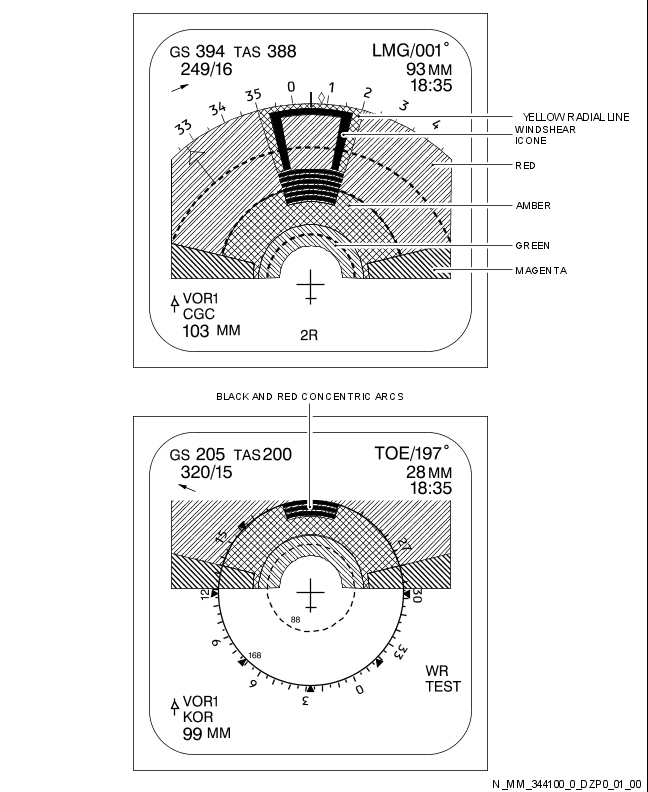 GS 394 TAS 388
LMG/001°
249/16
93 MM
18:35
33 34 35 0 1 2 3 4
YELLOW RADIAL LINE
WINDSHEAR
ICONE
RED
AMBER
GREEN
MAGENTA
VOR1
CGC
103 MM
2R
BLACK AND RED CONCENTRIC ARCS
GS 205 TAS 200
TOE/197°
320/15
28 MM
18:35
15
27
12
30
88
9
168
33
6
0
3
WR
TEST
VOR1
KOR
99 MM
N_MM_344100_0_DZP0_01_00